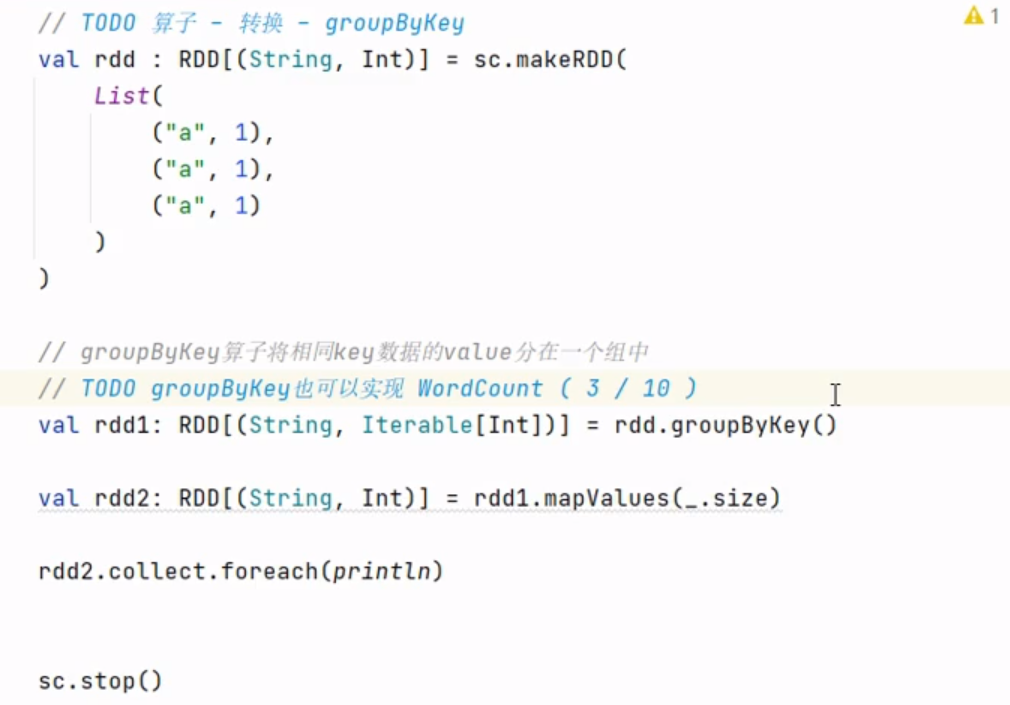 // TODO 算子 - 转换 - groupByKey
1
val rdd : RDD[(String, Int)] = sc.makeRDD(
List(
("a", 1),
("a", 1),
("a", 1)
)
)
// groupByKey算子将相同key数据的value分在一个组中
// TODO groupByKey也可以实现 WordCount ( 3 / 10 )
val rdd1: RDD[(String, Iterable[Int])] = rdd.groupByKey()
val rdd2: RDD[(String, Int)] = rdd1.mapValues(_.size)
rdd2.collect.foreach(println)
sc.stop()